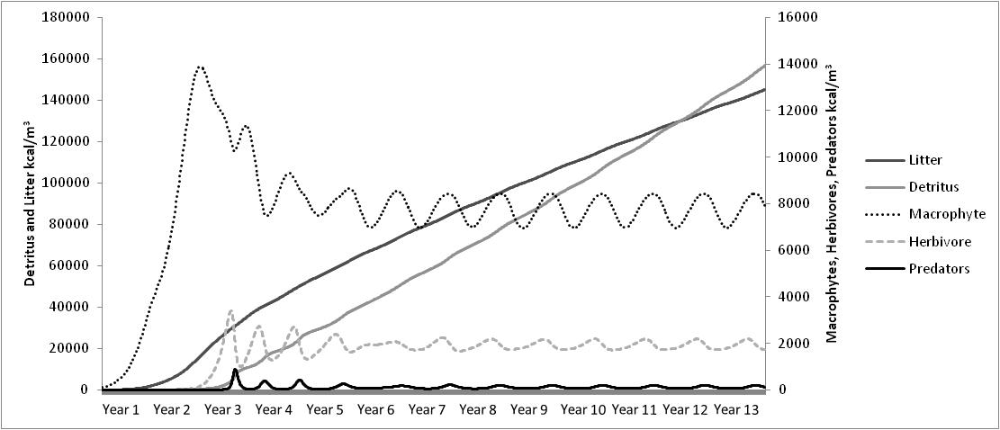 180000
160000
140000
120000
100000
80000
60000
40000
20000
0
Detritus and Litter kcal/m³
16000
14000
12000
10000
8000
6000
4000
2000
0
Macrophytes, Herbivores, Predators kcal/m³
Year 1 Year 2 Year 3 Year 4 Year 5 Year 6 Year 7 Year 8 Year 9 Year 10 Year 11 Year 12 Year 13
Litter
Detritus
Macrophyte
Herbivore
Predators